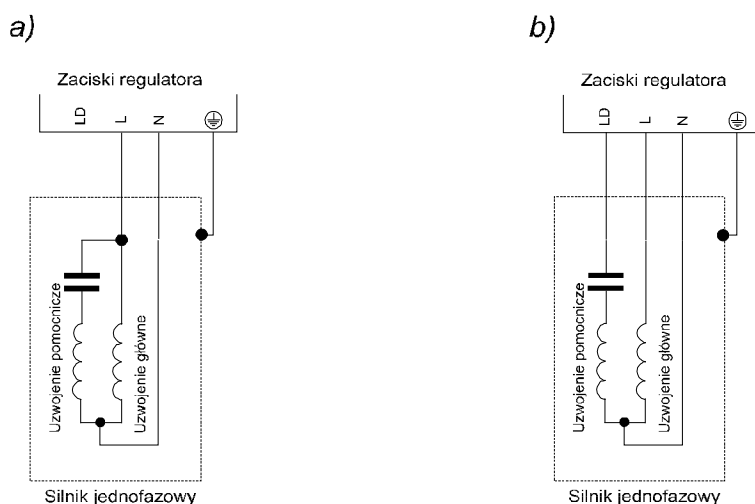 a)
Zaciski regulatora
LD
L
N
Uzwojenie pomocnicze
Uzwojenie główne
Silnik jednofazowy
b)
Zaciski regulatora
LD
L
N
Uzwojenie pomocnicze
Uzwojenie główne
Silnik jednofazowy